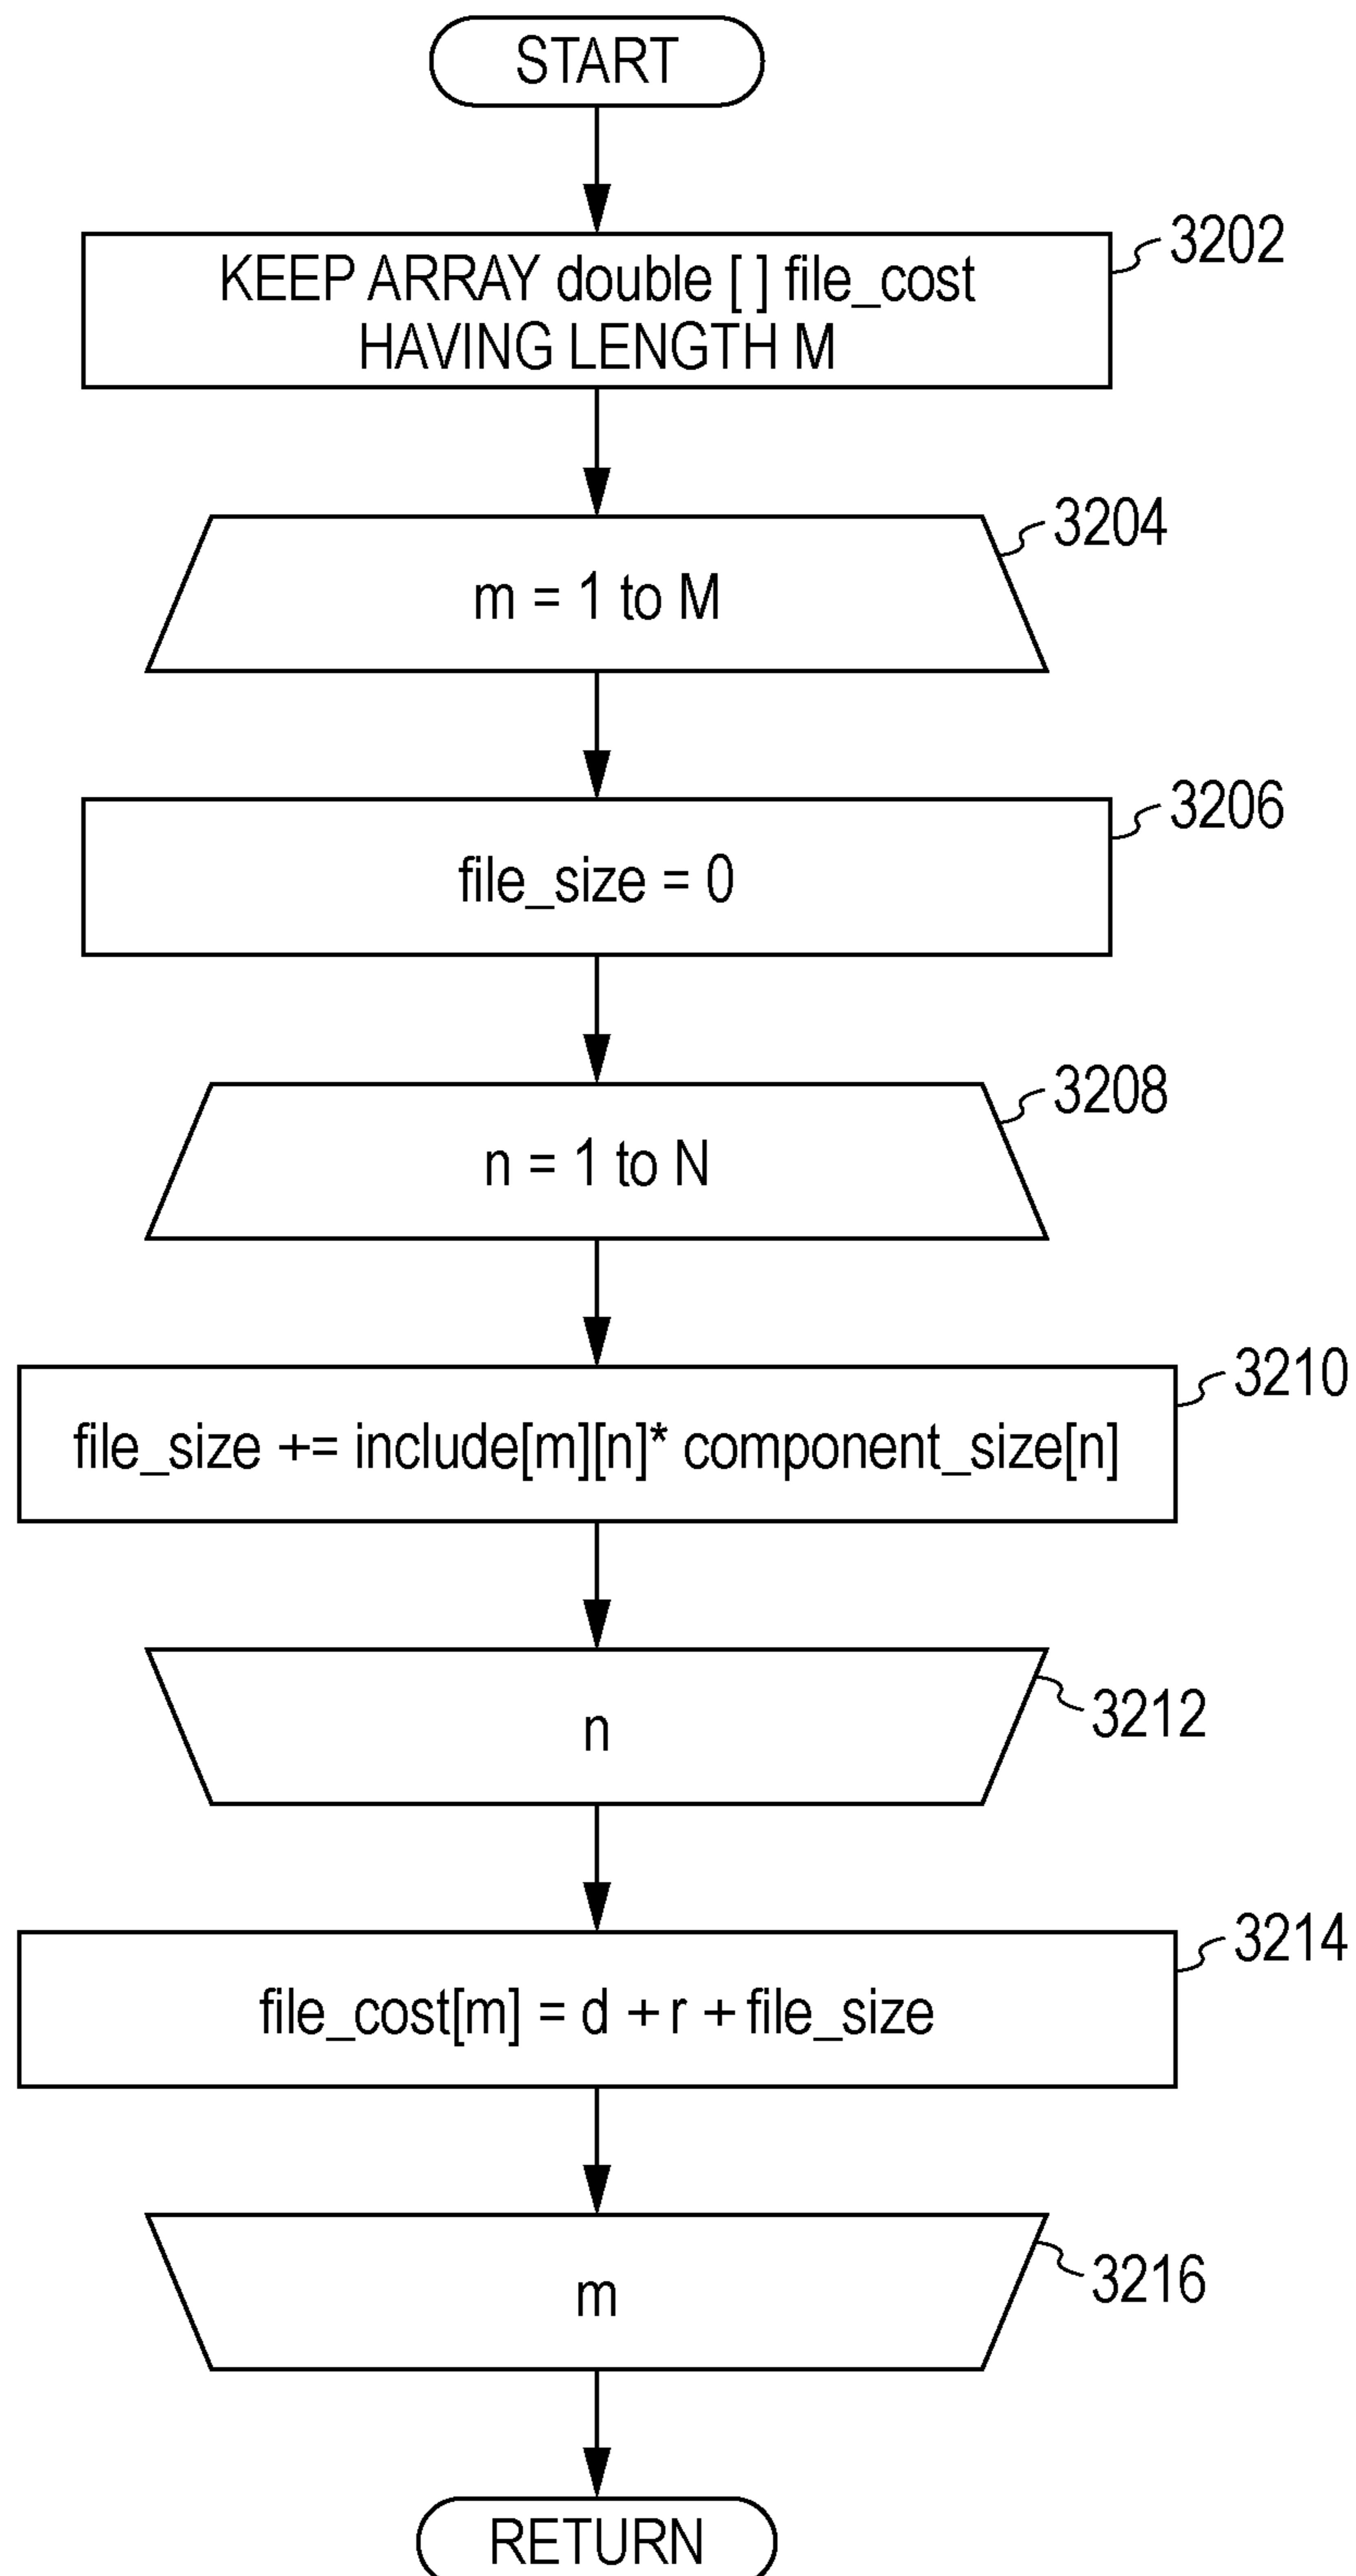 START
3202
KEEP ARRAY double [ ] file_cost
HAVING LENGTH M
3204
m = 1 to M
3206
file_size = 0
3208
n = 1 to N
3210
file_size += include[m][n]* component_size[n]
3212
n
3214
file_cost[m] = d + r + file_size
3216
m
RETURN